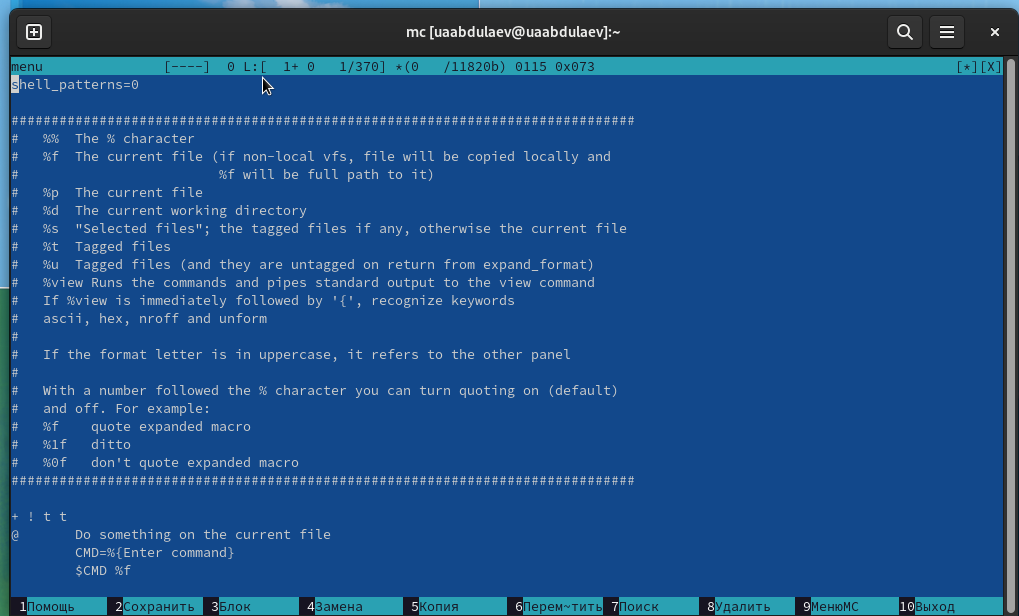 mc [uaabdulaev@uaabdulaev]:~
menu [----] 0 L:[ 1+ 0 1/370] *(0 /11820b) 0115 0x073 [*][X]
shell_patterns=0
##############################################################################
# %% The % character
# %f The current file (if non-local vfs, file will be copied locally and
# %f will be full path to it)
# %p The current file
# %d The current working directory
# %s "Selected files"; the tagged files if any, otherwise the current file
# %t Tagged files
# %u Tagged files (and they are untagged on return from expand_format)
# %view Runs the commands and pipes standard output to the view command
# If %view is immediately followed by '{', recognize keywords
# ascii, hex, nroff and unform
#
# If the format letter is in uppercase, it refers to the other panel
#
# With a number followed the % character you can turn quoting on (default)
# and off. For example:
# %f quote expanded macro
# %1f ditto
# %0f don't quote expanded macro
##############################################################################
+ ! t t
@ Do something on the current file
CMD=%{Enter command}
$CMD %f
1Помощь 2Сохранить 3Блок 4Замена 5Копия 6Перем~тить 7Поиск 8Удалить 9МенюMC 10Выход